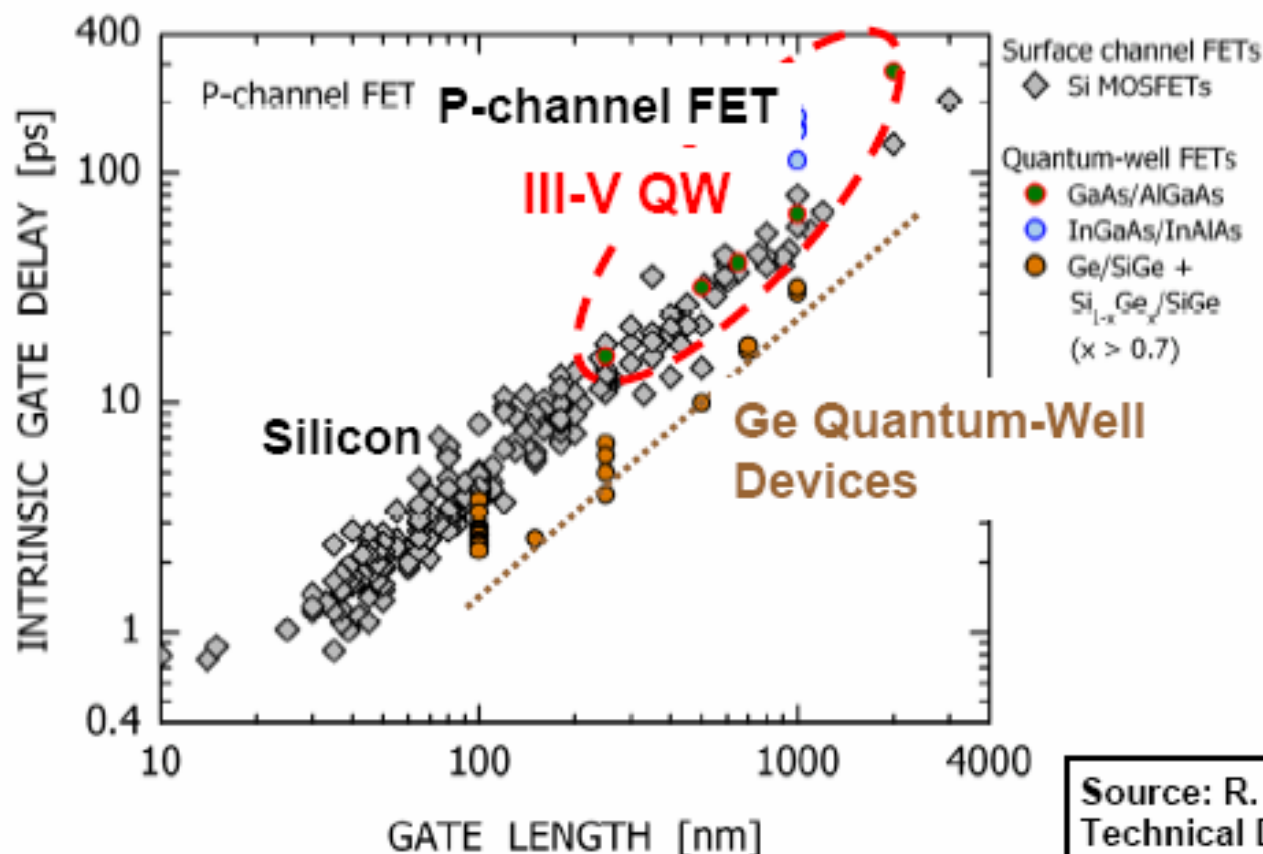 400
100
10
1
0.4
INTRINSIC GATE DELAY [ps]
P-channel FET
P-channel FET
III-V QW
Silicon
Ge Quantum-Well
Devices
10
100
1000
4000
GATE LENGTH [nm]
Surface channel FETs
Si MOSFETs
Quantum-well FETs
GaAs/AlGaAs
InGaAs/InAlAs
Ge/SiGe +
Si₁₋ₓGeₓ/SiGe
(x > 0.7)
Source: R.
Technical D